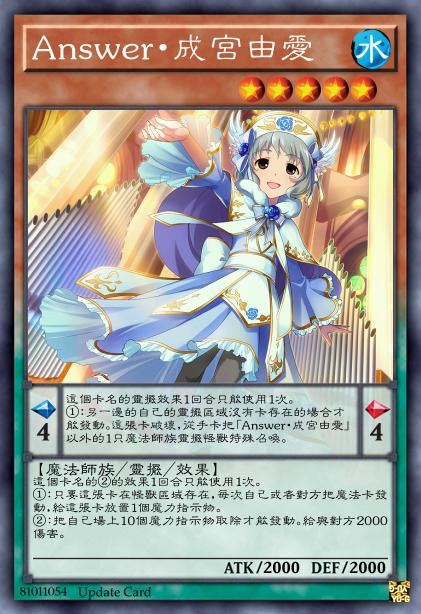 Answer·成宮由愛
水
這個卡名的靈擺效果1回合只能使用1次。
①:另一邊的自己的靈擺區域沒有卡存在的場合才
能發動。這張卡破壞,從手卡把「Answer·成宮由愛」
以外的1只魔法師族靈擺怪獸特殊召喚。
4
4
【魔法師族/靈擺/效果】
這個卡名的②的效果1回合只能使用1次。
①:只要這張卡在怪獸區域存在,每次自己或者對方把魔法卡發
動,給這張卡放置1個魔力指示物。
②:把自己場上10個魔力指示物取除才能發動。給與對方2000
傷害。
ATK/2000 DEF/2000
81011054 Update Card